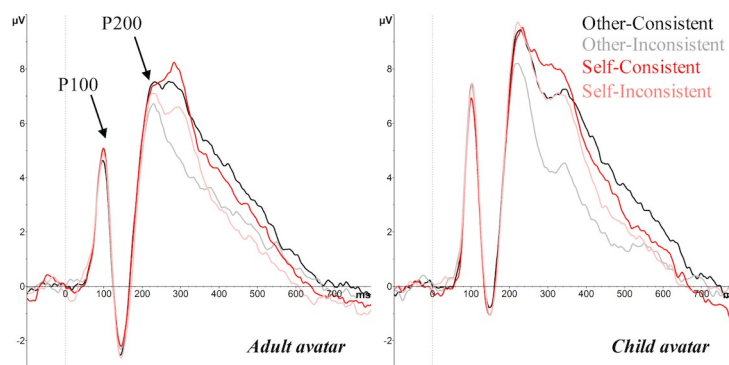 µV
P200
P100
8
6
4
2
0
-2
0
100
200
300
400
500
600
ms
Adult avatar
µV
Other-Consistent
Other-Inconsistent
Self-Consistent
Self-Inconsistent
8
6
4
2
0
-2
0
100
200
300
400
500
600
700
ms
Child avatar